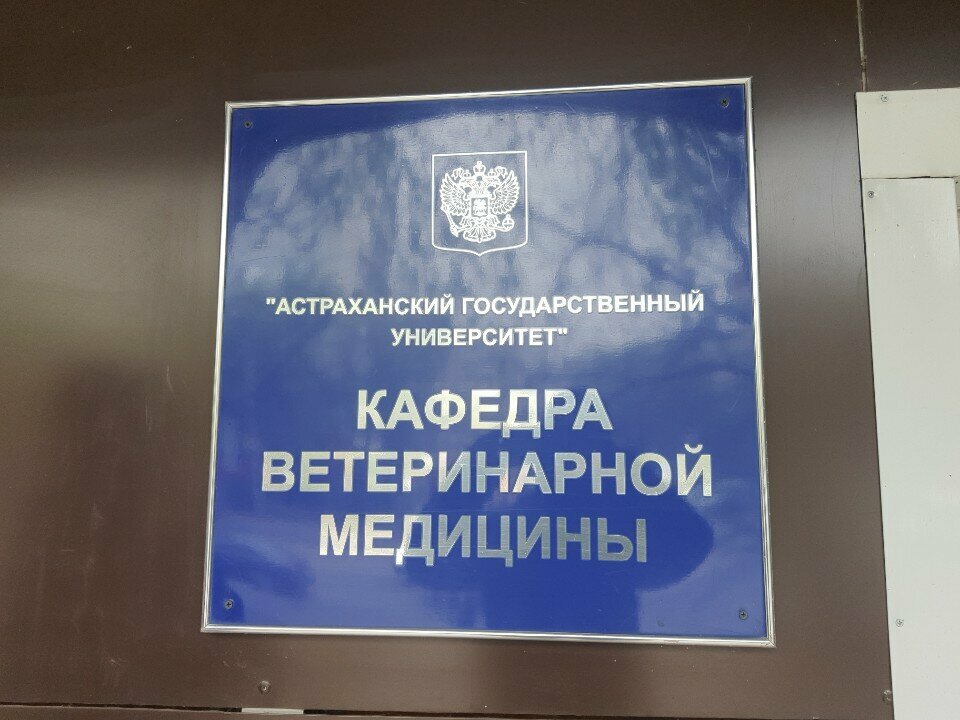 "АСТРАХАНСКИЙ ГОСУДАРСТВЕННЫЙ
УНИВЕРСИТЕТ"
КАФЕДРА
ВЕТЕРИНАРНОЙ
МЕДИЦИНЫ